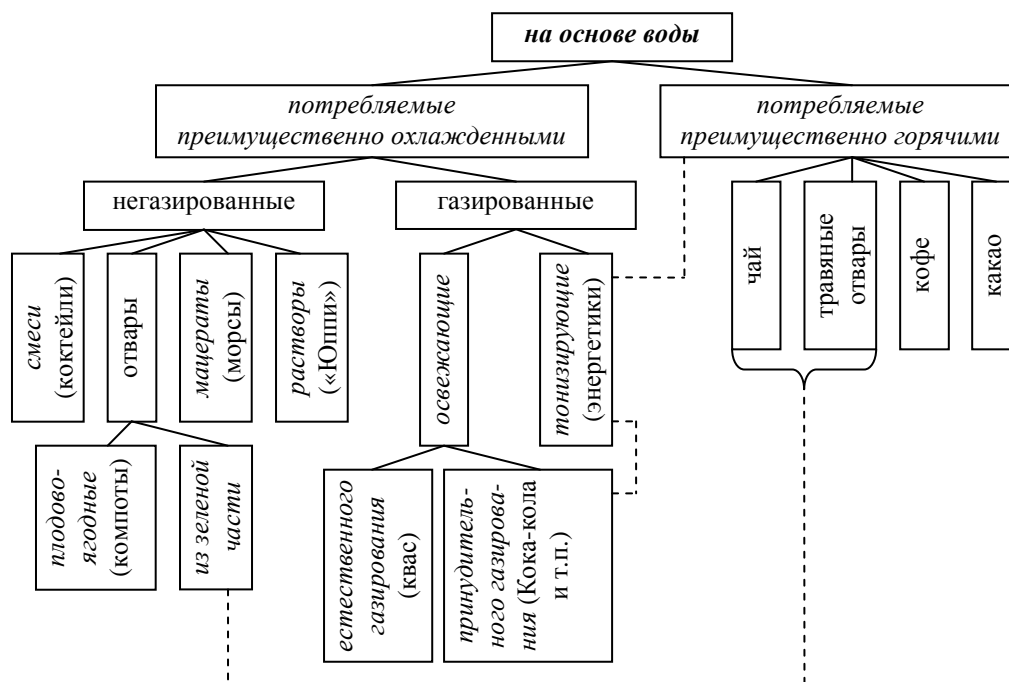 на основе воды
потребляемые
преимущественно охлажденными
потребляемые
преимущественно горячими
негазированные
газированные
чай
травяные
отвары
кофе
какао
смеси
(коктейли)
отвары
мацераты
(морсы)
растворы
(«Юппи»)
освежающие
тонизирующие
(энергетики)
плодово-
ягодные
(компоты)
из зеленой
части
естественного
газирования
(квас)
принудитель-
ного газирова-
ния (Кока-кола
и т.п.)